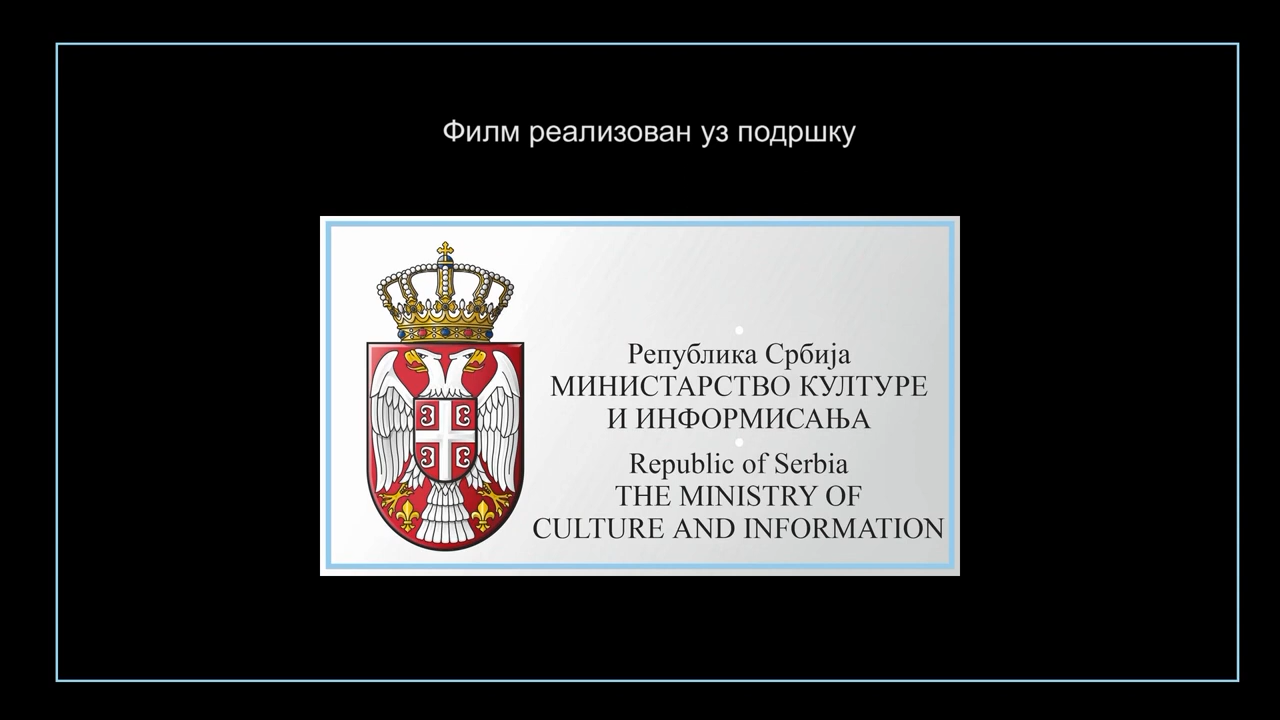 Филм реализован уз подршку
Република Србија
МИНИСТАРСТВО КУЛТУРЕ
И ИНФОРМИСАЊА
Republic of Serbia
THE MINISTRY OF
CULTURE AND INFORMATION